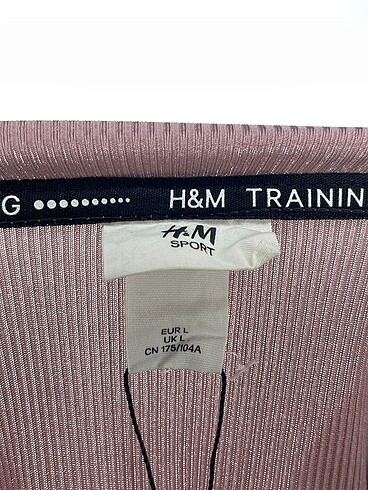 G ●●●●●●●●●●● H&M TRAININ
H&M
SPORT
EUR L
UK L
CN 175/104A